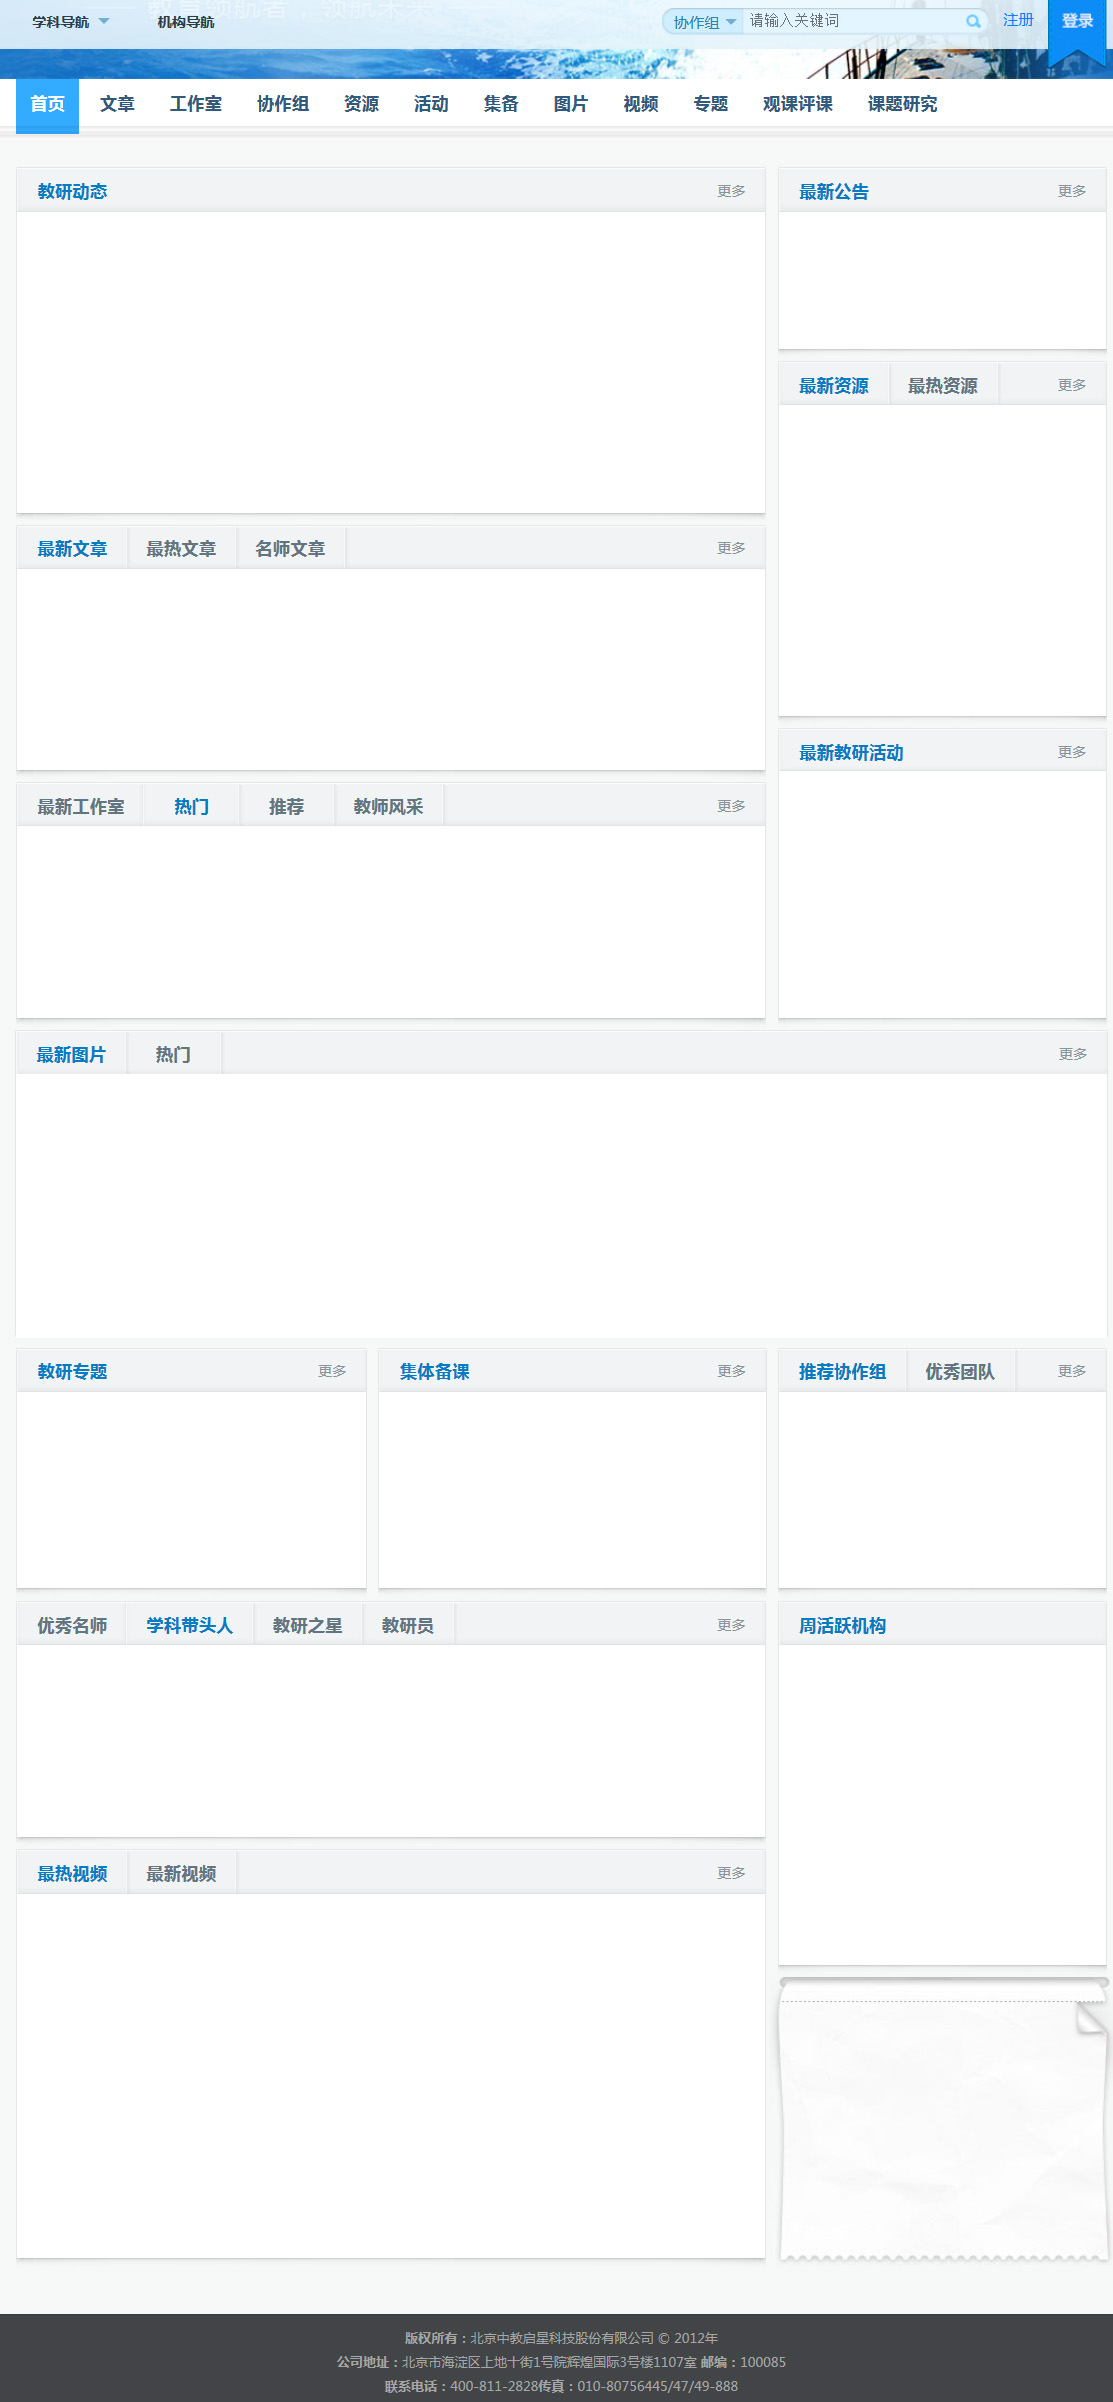 教育领航者，领航未来
学科导航 机构导航 协作组 请输入关键词 注册 登录
首页 文章 工作室 协作组 资源 活动 集备 图片 视频 专题 观课评课 课题研究
教研动态 更多
最新公告 更多
最新资源 最热资源 更多
最新文章 最热文章 名师文章 更多
最新教研活动 更多
最新工作室 热门 推荐 教师风采 更多
最新图片 热门 更多
教研专题 更多
集体备课 更多
推荐协作组 优秀团队 更多
优秀名师 学科带头人 教研之星 教研员 更多
周活跃机构
最热视频 最新视频 更多
版权所有：北京中教启星科技股份有限公司 © 2012年
公司地址：北京市海淀区上地十街1号院辉煌国际3号楼1107室 邮编：100085
联系电话：400-811-2828传真：010-80756445/47/49-888